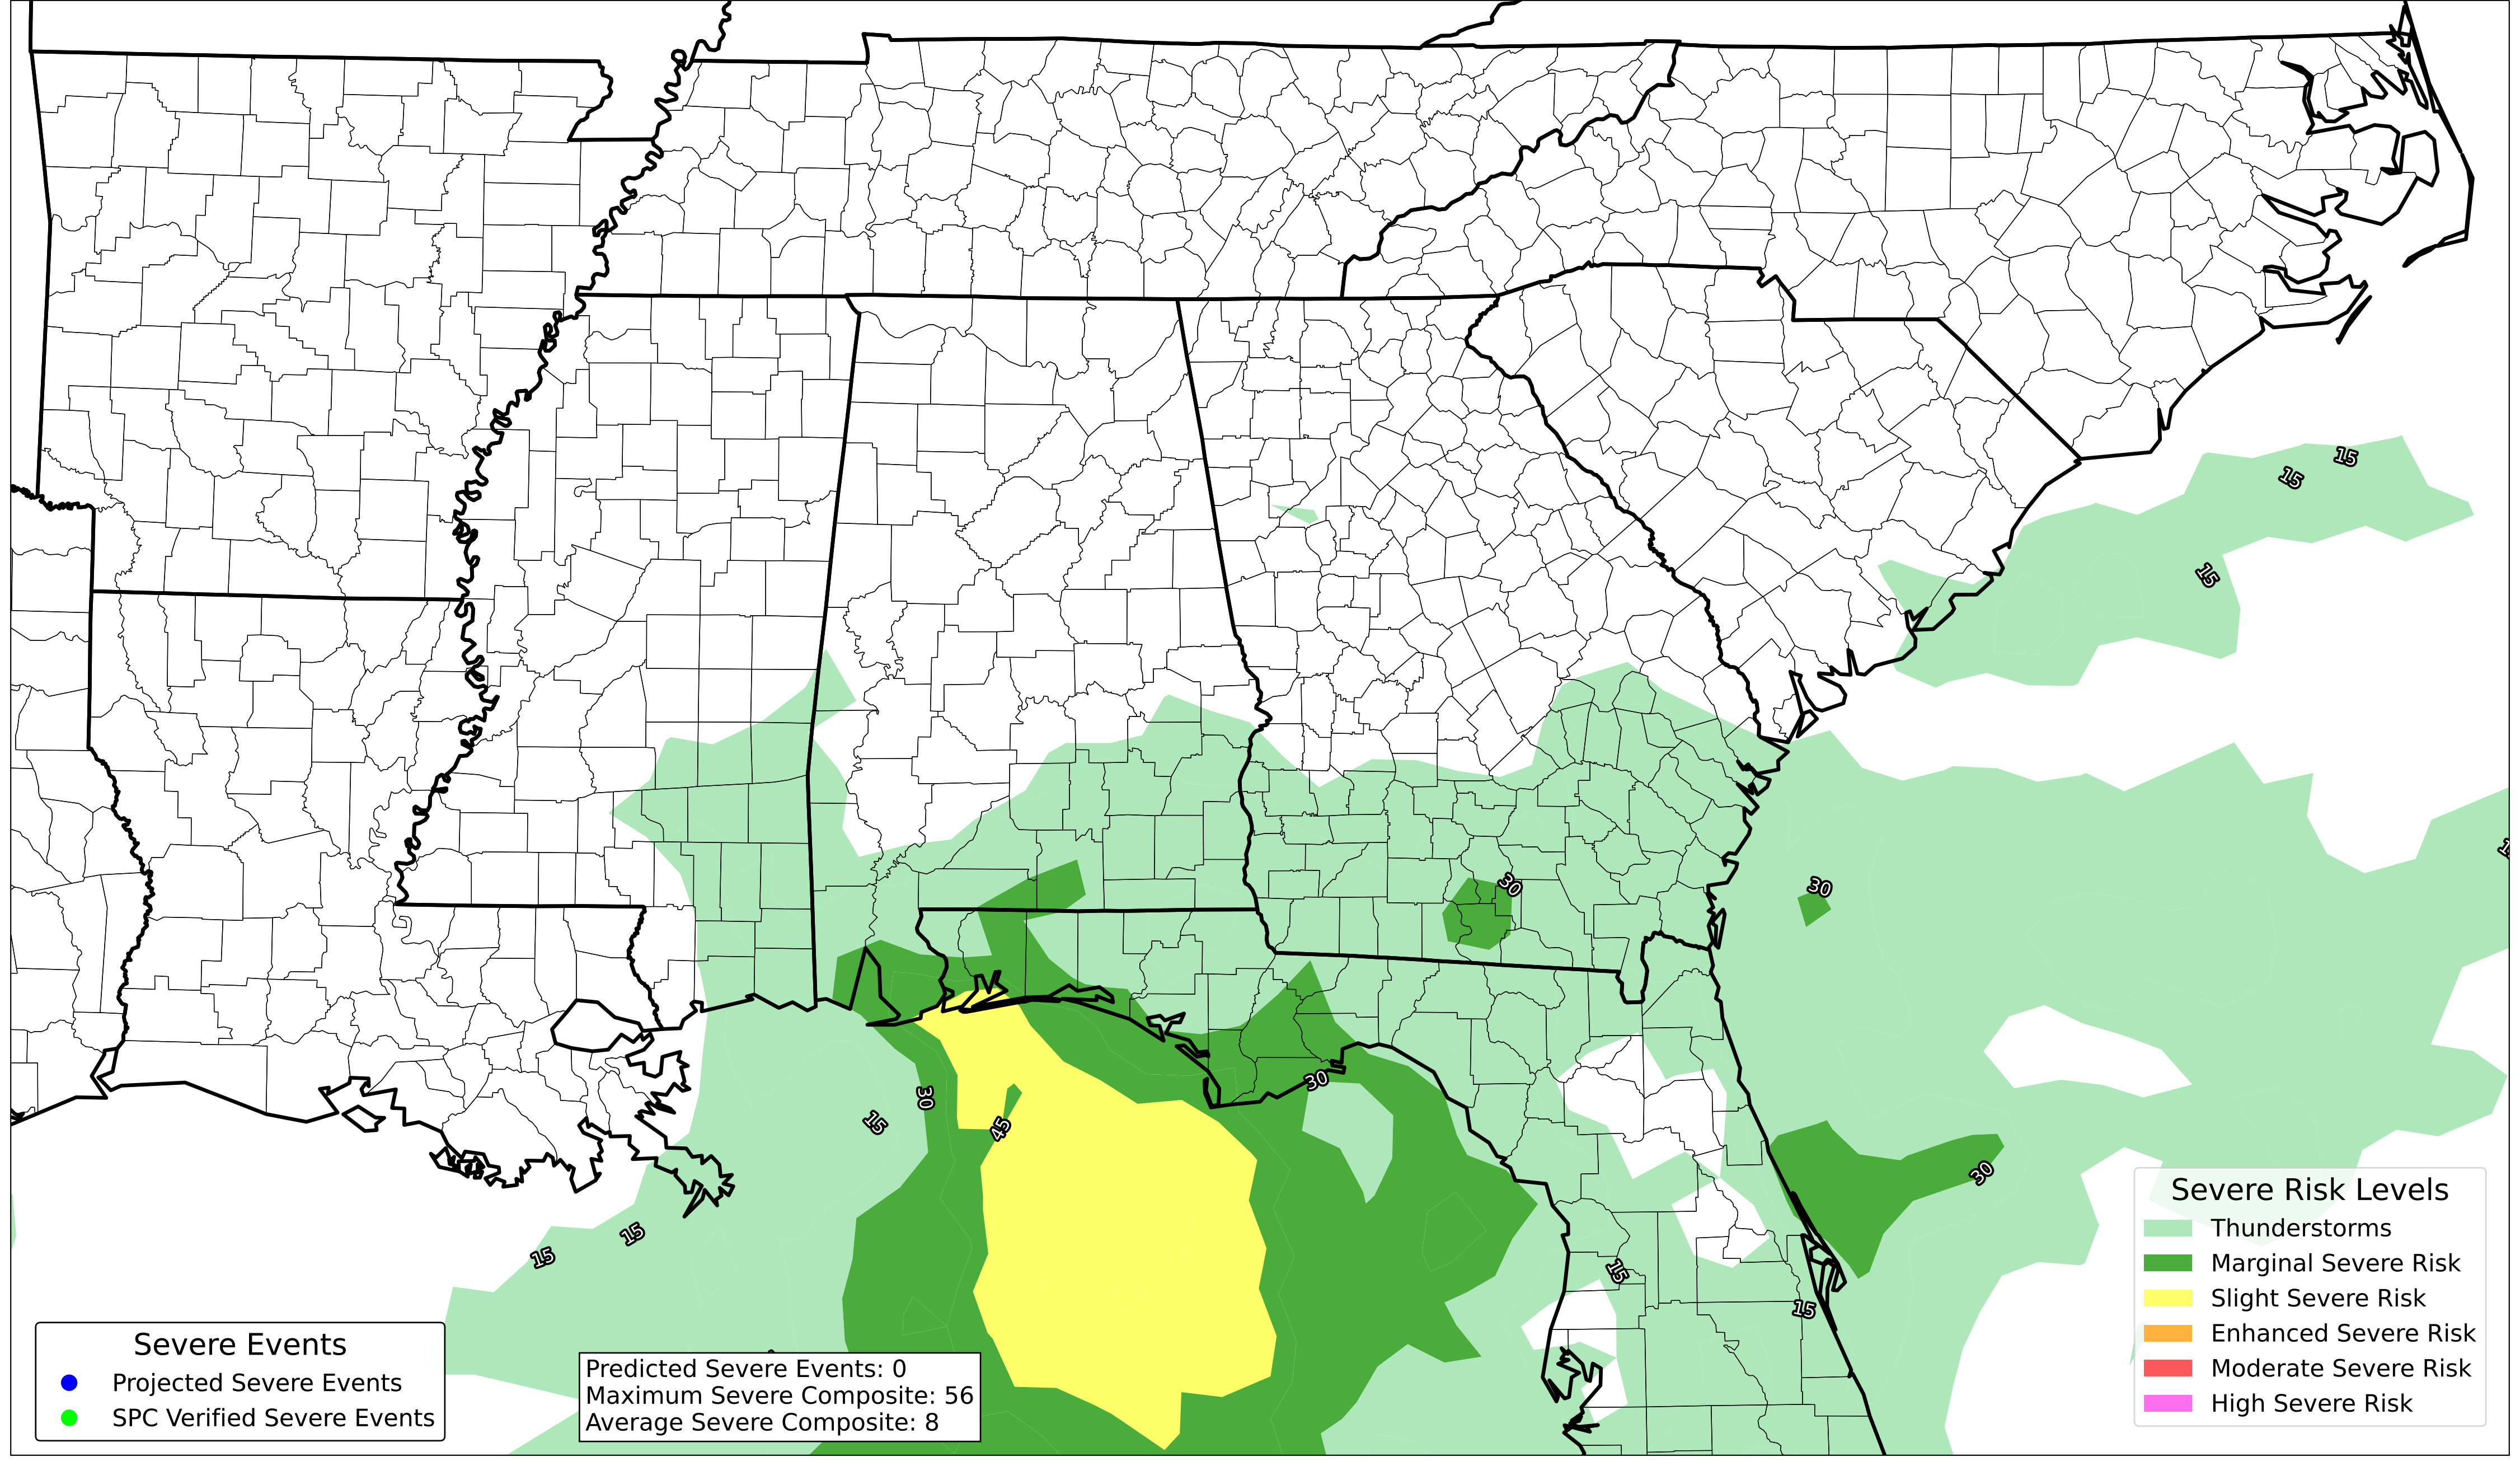 15
15
15
30
30
30
15
30
45
30
15
15
15
15
Severe Risk Levels
Thunderstorms
Marginal Severe Risk
Slight Severe Risk
Enhanced Severe Risk
Moderate Severe Risk
High Severe Risk
Severe Events
Projected Severe Events
SPC Verified Severe Events
Predicted Severe Events: 0
Maximum Severe Composite: 56
Average Severe Composite: 8